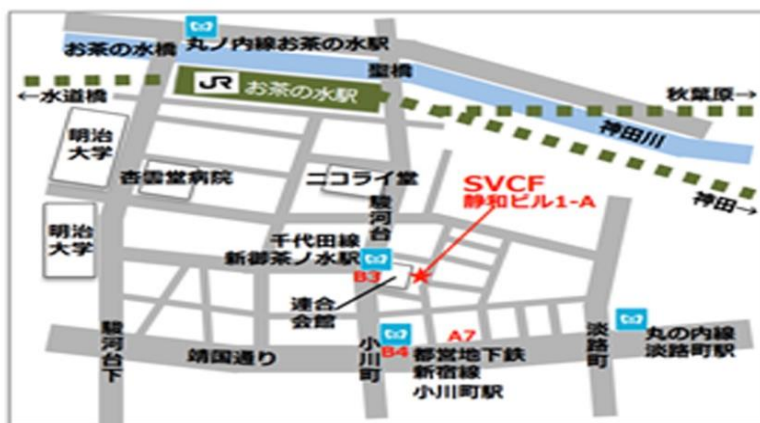 お茶の水橋
丸ノ内線お茶の水駅
聖橋
JR お茶の水駅
←水道橋
秋葉原→
神田川
神田→
明治
大学
杏雲堂病院
ニコライ堂
SVCF
静和ビル1-A
駿河台
明治
大学
千代田線
新御茶ノ水駅
B3
連合
会館
駿河台下
靖国通り
小川町
B4
A7
都営地下鉄
新宿線
小川町駅
淡路町
丸の内線
淡路町駅